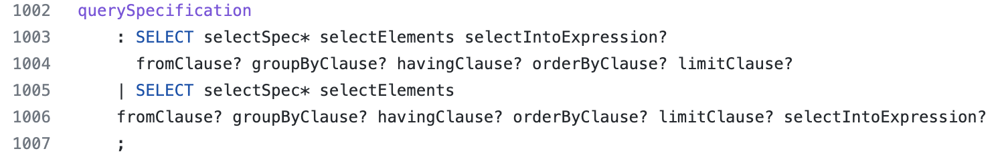 1002 querySpecification
1003 : SELECT selectSpec* selectElements selectIntoExpression?
1004 fromClause? groupByClause? havingClause? orderByClause? limitClause?
1005 | SELECT selectSpec* selectElements
1006 fromClause? groupByClause? havingClause? orderByClause? limitClause? selectIntoExpression?
1007 ;